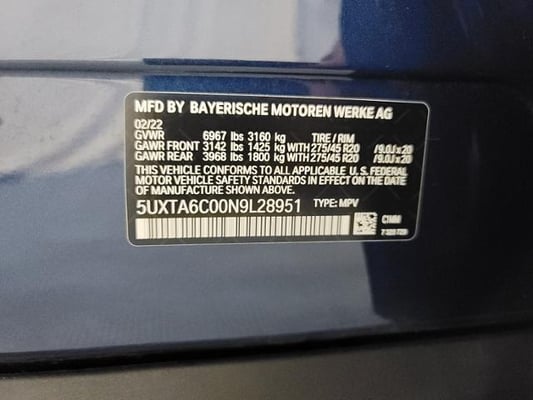 MFD BY BAYERISCHE MOTOREN WERKE AG
02/22
GVWR 6967 lbs 3160 kg TIRE / RIM
GAWR FRONT 3142 lbs 1425 kg WITH 275/45 R20 /9.0Jx20
GAWR REAR 3968 lbs 1800 kg WITH 275/45 R20 /9.0Jx20
THIS VEHICLE CONFORMS TO ALL APPLICABLE U.S. FEDERAL
MOTOR VEHICLE SAFETY STANDARDS IN EFFECT ON THE
DATE OF MANUFACTURE SHOWN ABOVE.
5UXTA6C00N9L28951 TYPE: MPV